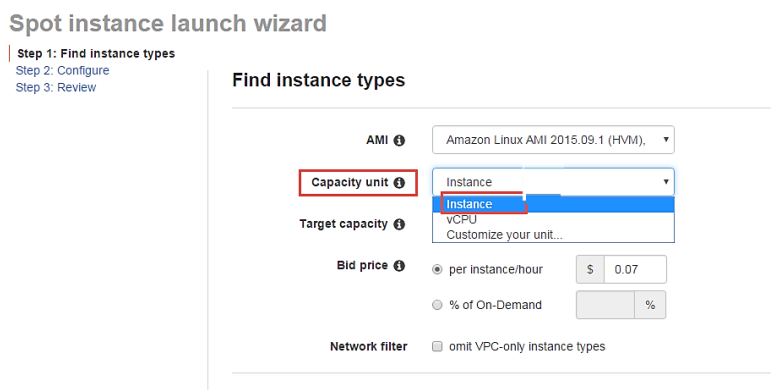 Spot instance launch wizard
Step 1: Find instance types
Step 2: Configure
Step 3: Review
Find instance types
AMI
Amazon Linux AMI 2015.09.1 (HVM),
Capacity unit
Instance
Instance
vCPU
Customize your unit...
Target capacity
Bid price
per instance/hour
$ 0.07
% of On-Demand
%
Network filter
omit VPC-only instance types